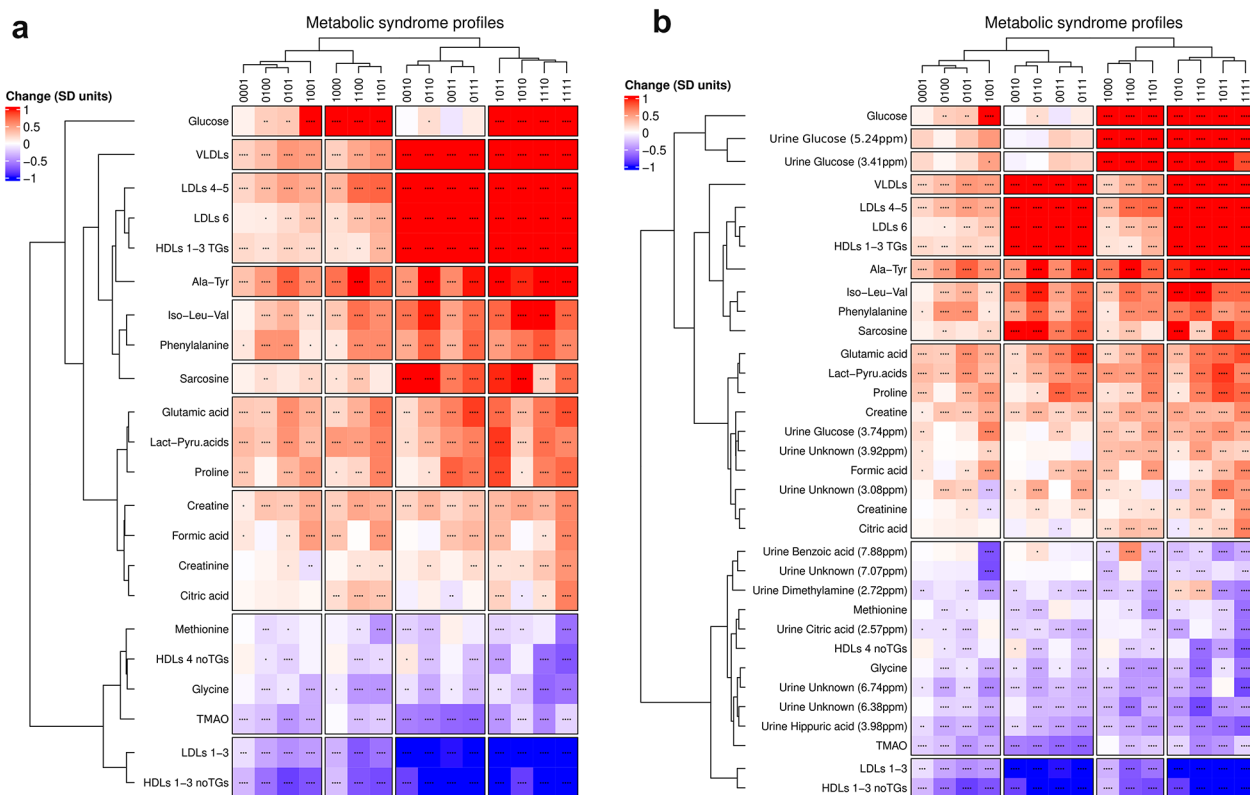 a
Metabolic syndrome profiles
0001 0100 0101 1001 1000 1100 1101 0010 0110 0011 0111 1011 1010 1110 1111
Change (SD units)
1
0.5
0
−0.5
−1
Glucose
VLDLs
LDLs 4−5
LDLs 6
HDLs 1−3 TGs
Ala−Tyr
Iso−Leu−Val
Phenylalanine
Sarcosine
Glutamic acid
Lact−Pyru.acids
Proline
Creatine
Formic acid
Creatinine
Citric acid
Methionine
HDLs 4 noTGs
Glycine
TMAO
LDLs 1−3
HDLs 1−3 noTGs
b
Metabolic syndrome profiles
0001 0100 0101 1001 0010 0110 0011 0111 1000 1100 1101 1010 1110 1011 1111
Change (SD units)
1
0.5
0
−0.5
−1
Glucose
Urine Glucose (5.24ppm)
Urine Glucose (3.41ppm)
VLDLs
LDLs 4−5
LDLs 6
HDLs 1−3 TGs
Ala−Tyr
Iso−Leu−Val
Phenylalanine
Sarcosine
Glutamic acid
Lact−Pyru.acids
Proline
Creatine
Urine Glucose (3.74ppm)
Urine Unknown (3.92ppm)
Formic acid
Urine Unknown (3.08ppm)
Creatinine
Citric acid
Urine Benzoic acid (7.88ppm)
Urine Unknown (7.07ppm)
Urine Dimethylamine (2.72ppm)
Methionine
Urine Citric acid (2.57ppm)
HDLs 4 noTGs
Glycine
Urine Unknown (6.74ppm)
Urine Unknown (6.38ppm)
Urine Hippuric acid (3.98ppm)
TMAO
LDLs 1−3
HDLs 1−3 noTGs